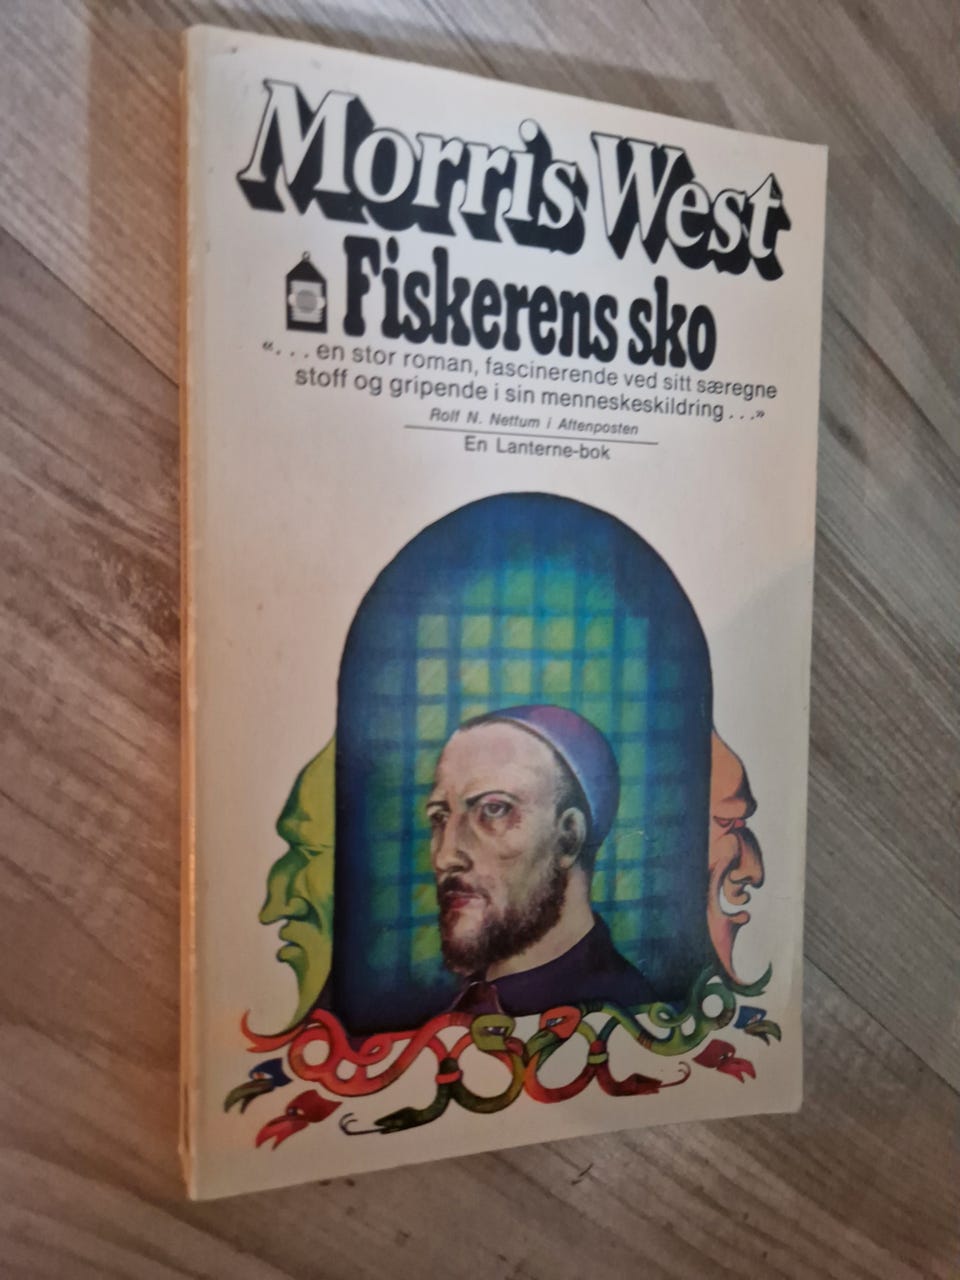 Morris West
Fiskerens sko
«. . . en stor roman, fascinerende ved sitt særegne
stoff og gripende i sin menneskeskildring . . .»
Rolf N. Nettum i Aftenposten
En Lanterne-bok